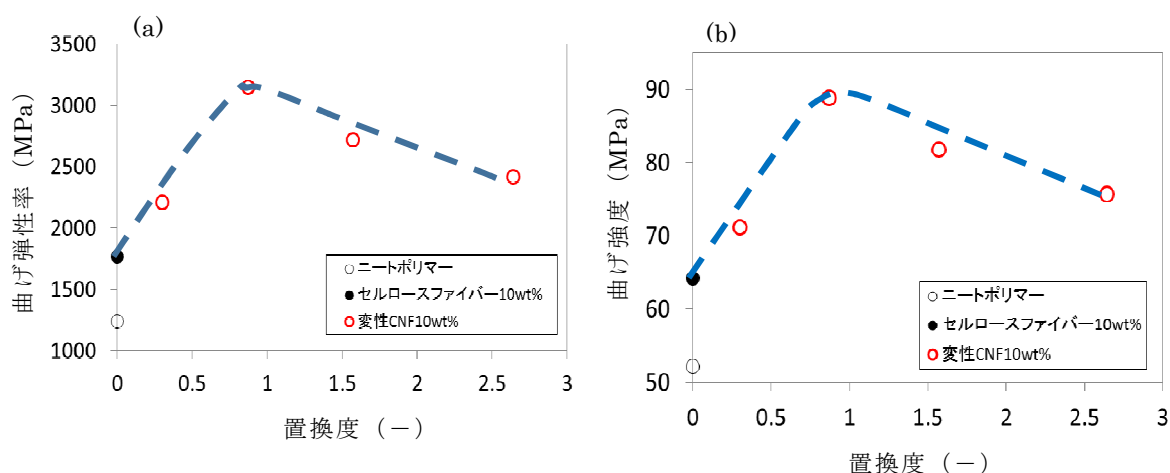 (a)
3500
3000
2500
2000
1500
1000
曲げ弾性率（MPa）
0
0.5
1
1.5
2
2.5
3
置換度（－）
ニートポリマー
セルロースファイバー10wt%
変性CNF10wt%
(b)
90
80
70
60
50
曲げ強度（MPa）
0
0.5
1
1.5
2
2.5
3
置換度（－）
ニートポリマー
セルロースファイバー10wt%
変性CNF10wt%